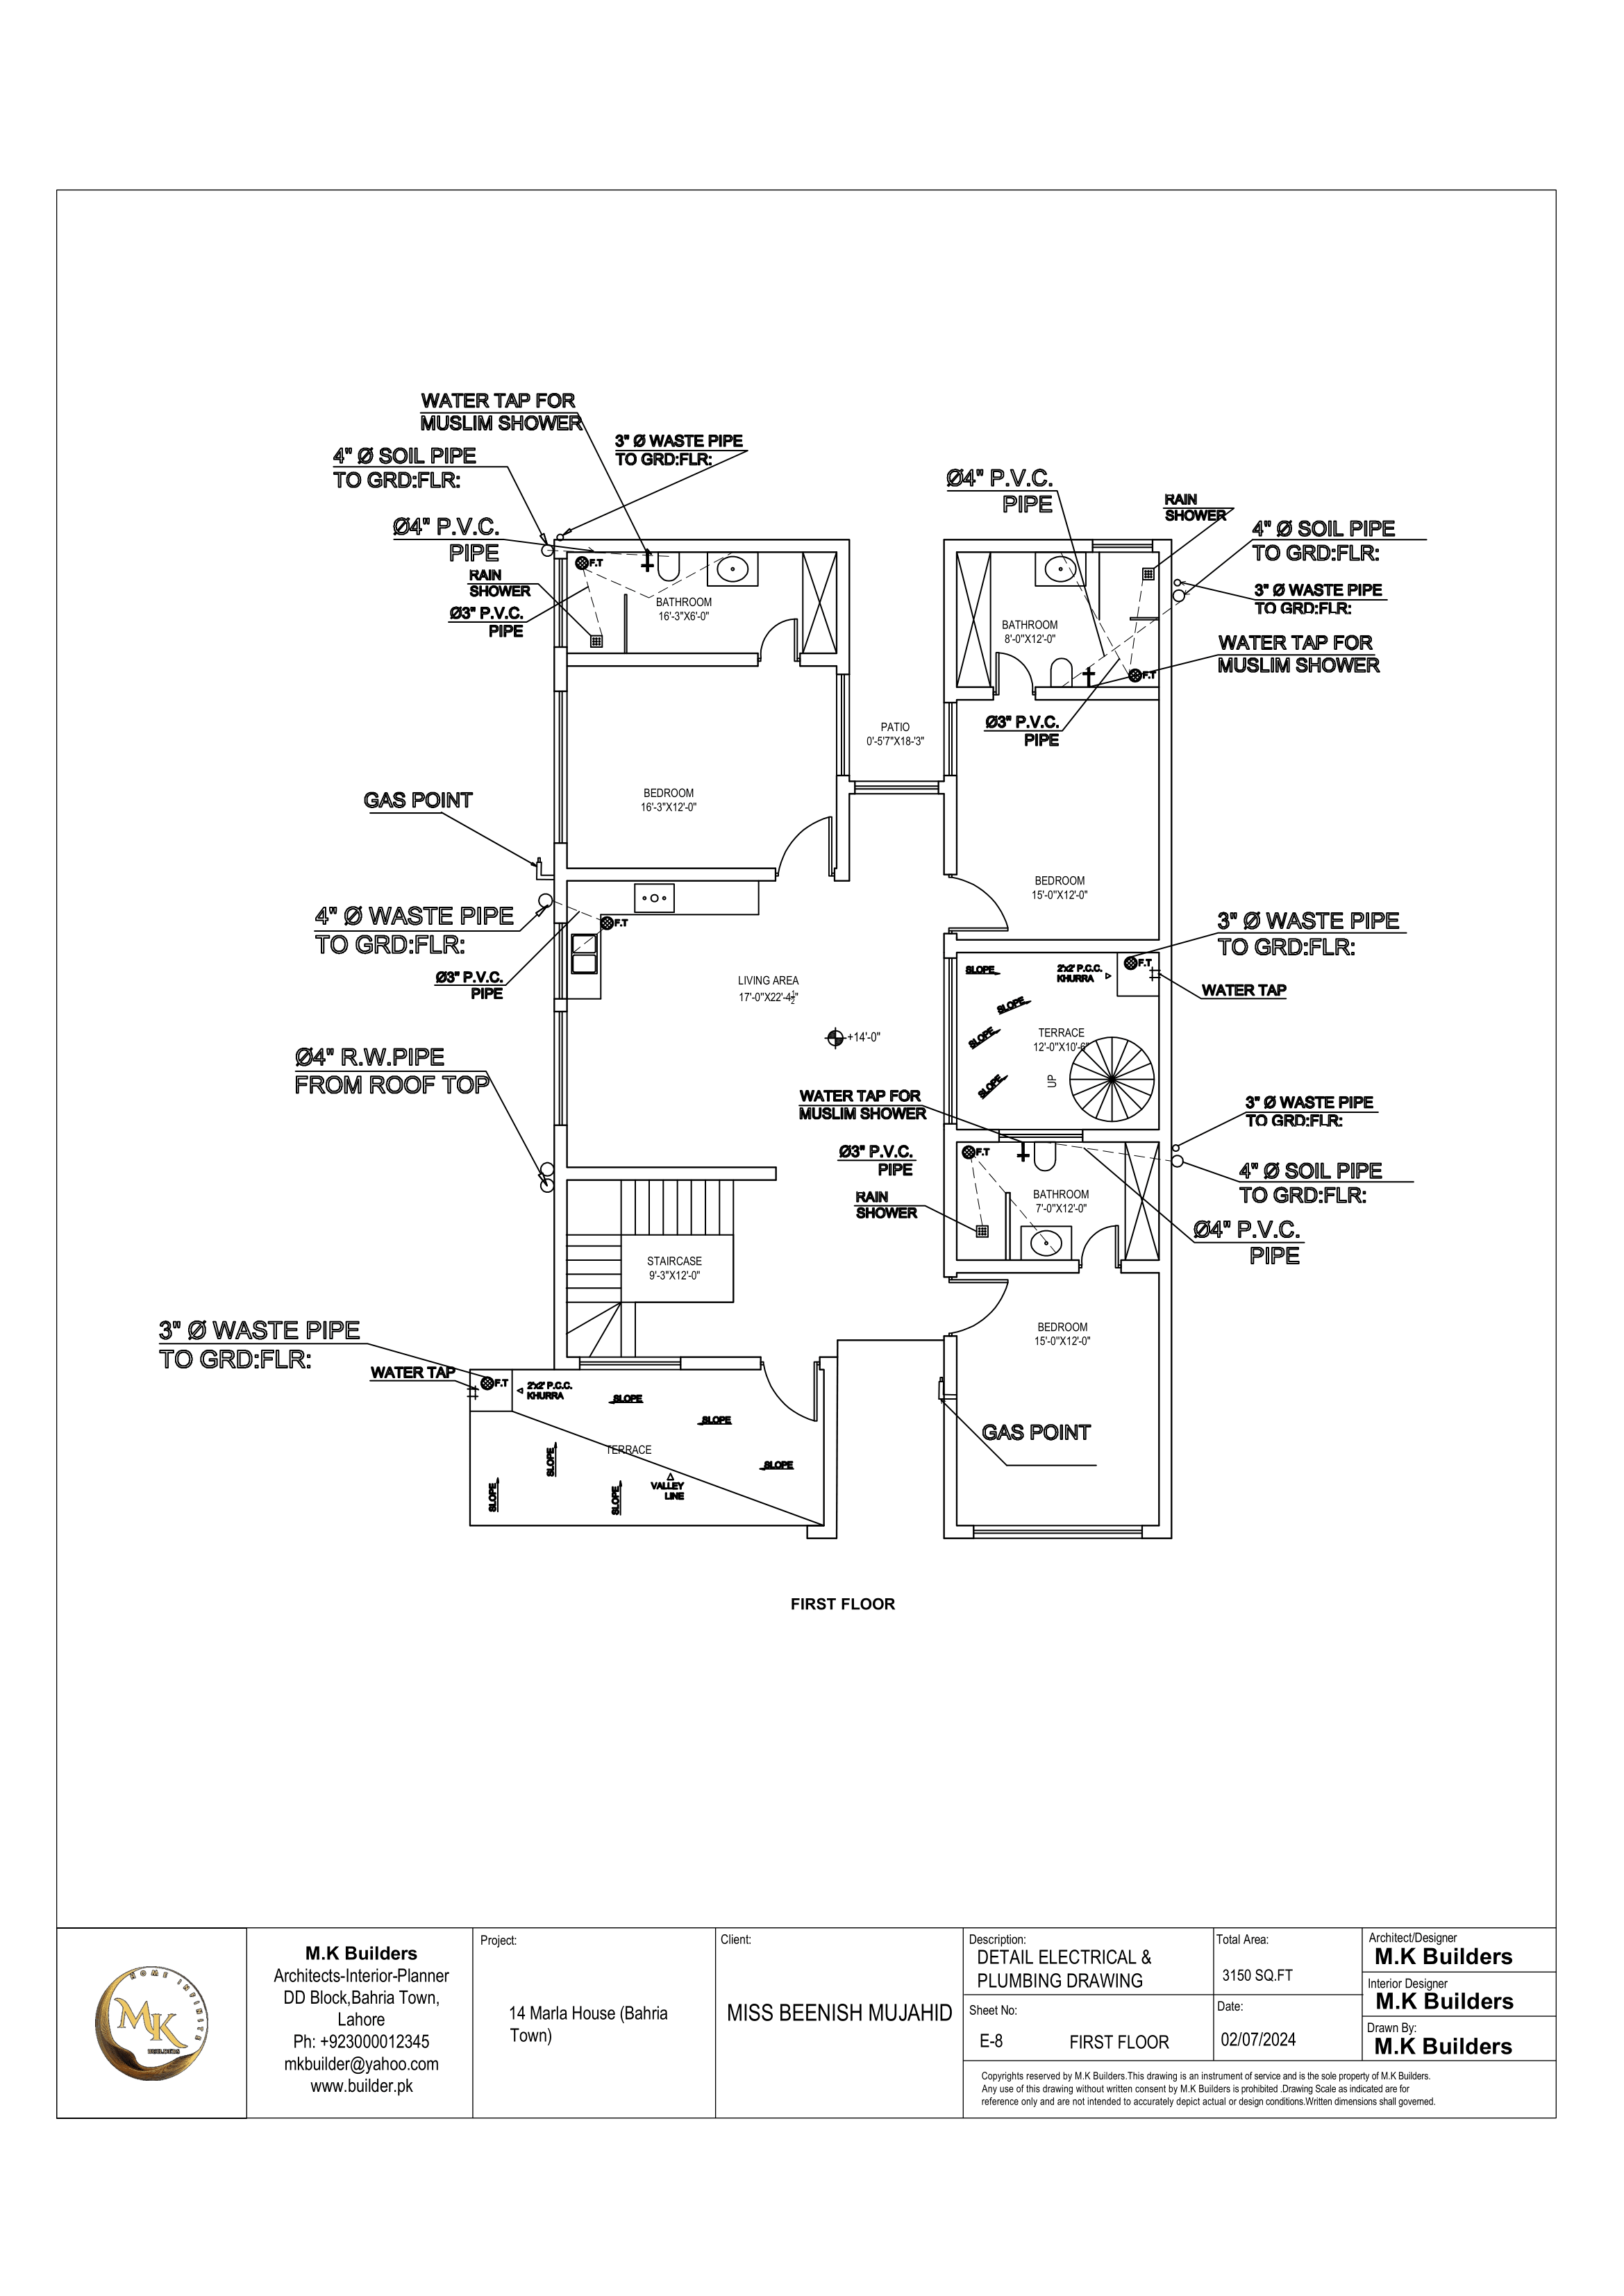 WATER TAP FOR
MUSLIM SHOWER
3" Ø WASTE PIPE
TO GRD:FLR:
4" Ø SOIL PIPE
TO GRD:FLR:
Ø4" P.V.C.
PIPE
RAIN
SHOWER
Ø3" P.V.C.
PIPE
F.T
BATHROOM
16'-3"X6'-0"
Ø4" P.V.C.
PIPE
RAIN
SHOWER
4" Ø SOIL PIPE
TO GRD:FLR:
3" Ø WASTE PIPE
TO GRD:FLR:
WATER TAP FOR
MUSLIM SHOWER
BATHROOM
8'-0"X12'-0"
F.T
Ø3" P.V.C.
PIPE
PATIO
0'-5'7"X18-'3"
BEDROOM
16'-3"X12'-0"
GAS POINT
BEDROOM
15'-0"X12'-0"
4" Ø WASTE PIPE
TO GRD:FLR:
F.T
Ø3" P.V.C.
PIPE
LIVING AREA
17'-0"X22'-4½"
+14'-0"
3" Ø WASTE PIPE
TO GRD:FLR:
WATER TAP
SLOPE
2'x2' P.C.C.
KHURRA
F.T
SLOPE
SLOPE
SLOPE
TERRACE
12'-0"X10'-6"
UP
Ø4" R.W.PIPE
FROM ROOF TOP
WATER TAP FOR
MUSLIM SHOWER
Ø3" P.V.C.
PIPE
RAIN
SHOWER
F.T
BATHROOM
7'-0"X12'-0"
3" Ø WASTE PIPE
TO GRD:FLR:
4" Ø SOIL PIPE
TO GRD:FLR:
Ø4" P.V.C.
PIPE
STAIRCASE
9'-3"X12'-0"
BEDROOM
15'-0"X12'-0"
3" Ø WASTE PIPE
TO GRD:FLR:
WATER TAP
F.T
2'x2' P.C.C.
KHURRA
SLOPE
SLOPE
TERRACE
SLOPE
SLOPE
SLOPE
SLOPE
VALLEY
LINE
GAS POINT
FIRST FLOOR
HOME INFINITE
MK
BUILDERS
M.K Builders
Architects-Interior-Planner
DD Block,Bahria Town,
Lahore
Ph: +923000012345
mkbuilder@yahoo.com
www.builder.pk
Project:
14 Marla House (Bahria
Town)
Client:
MISS BEENISH MUJAHID
Description:
DETAIL ELECTRICAL &
PLUMBING DRAWING
Sheet No:
E-8 FIRST FLOOR
Total Area:
3150 SQ.FT
Date:
02/07/2024
Architect/Designer
M.K Builders
Interior Designer
M.K Builders
Drawn By:
M.K Builders
Copyrights reserved by M.K Builders.This drawing is an instrument of service and is the sole property of M.K Builders.
Any use of this drawing without written consent by M.K Builders is prohibited .Drawing Scale as indicated are for
reference only and are not intended to accurately depict actual or design conditions.Written dimensions shall governed.